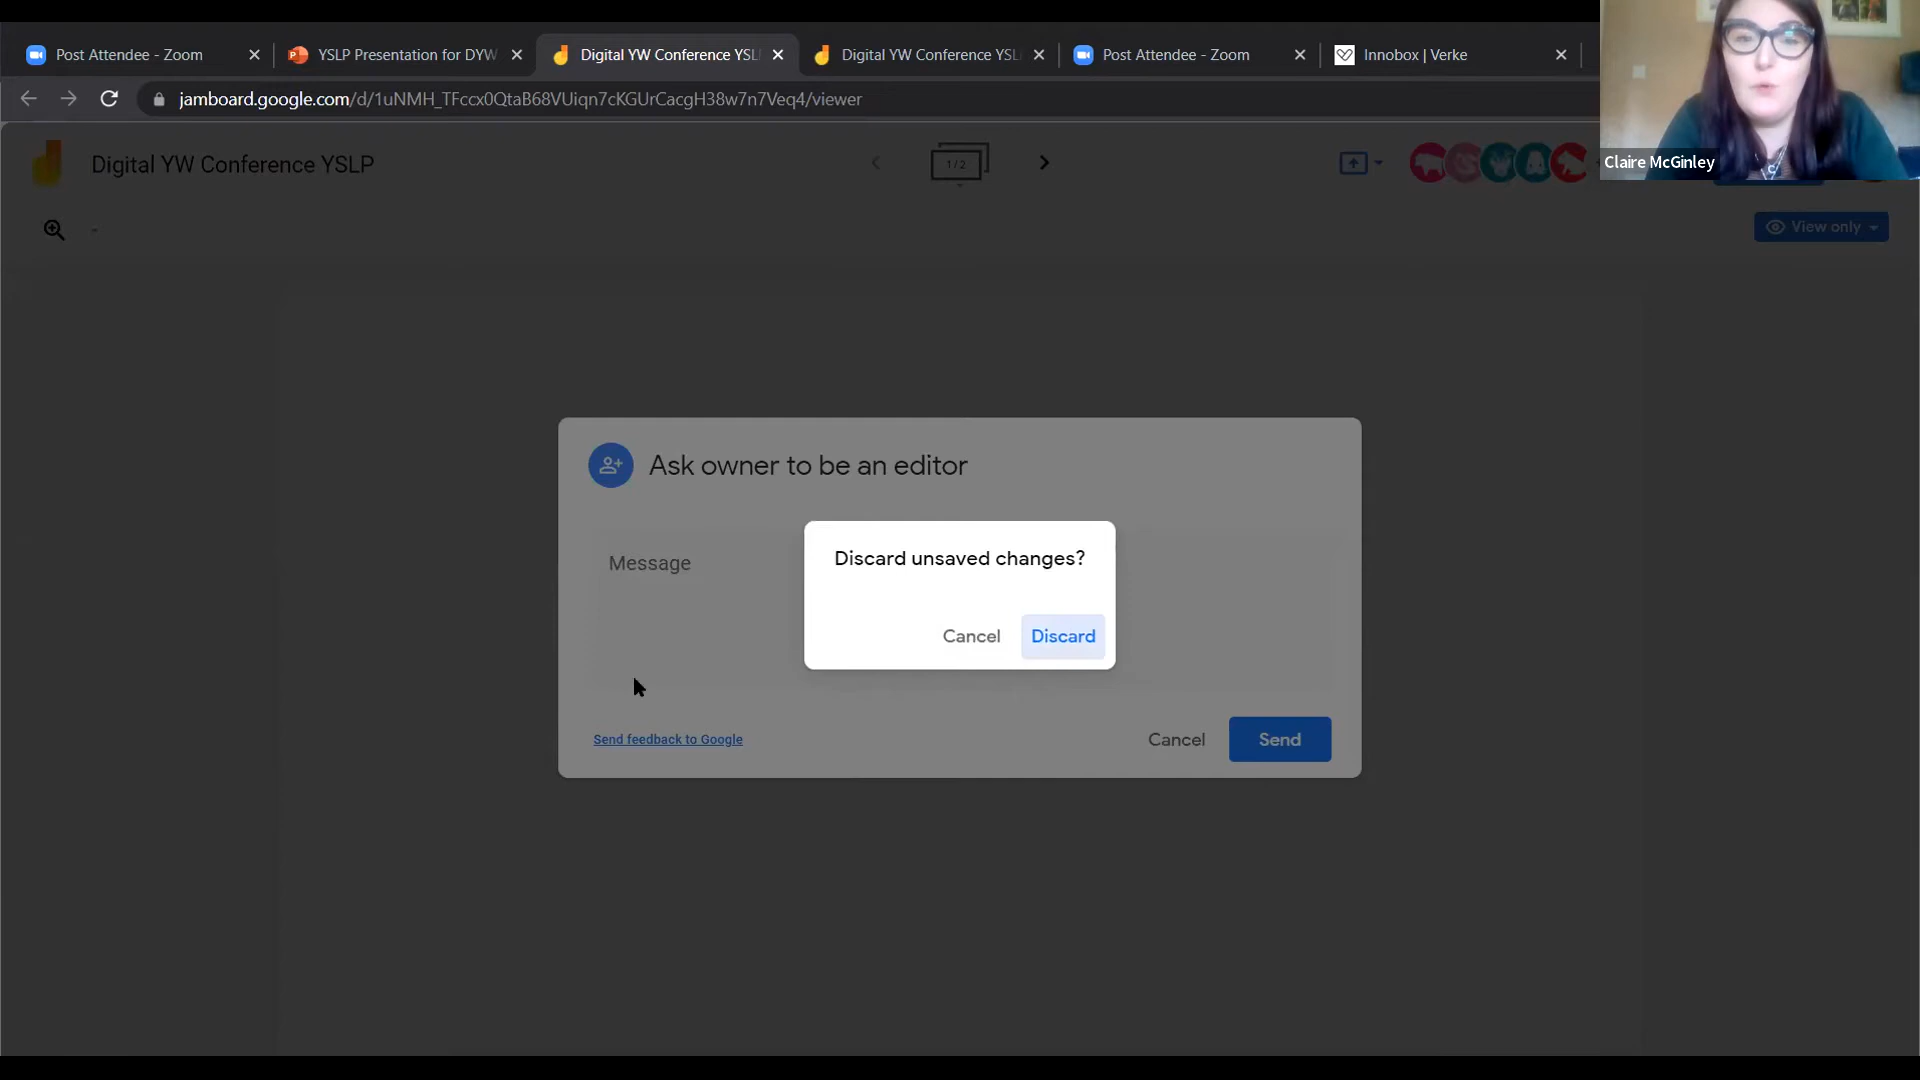 Post Attendee - Zoom
YSLP Presentation for DYW
Digital YW Conference YSL
Digital YW Conference YSL
Post Attendee - Zoom
Innobox | Verke
jamboard.google.com/d/1uNMH_TFccx0QtaB68VUiqn7cKGUrCacgH38w7n7Veq4/viewer
Claire McGinley
Digital YW Conference YSLP
1 / 2
View only
Ask owner to be an editor
Message
Discard unsaved changes?
Cancel
Discard
Send feedback to Google
Cancel
Send